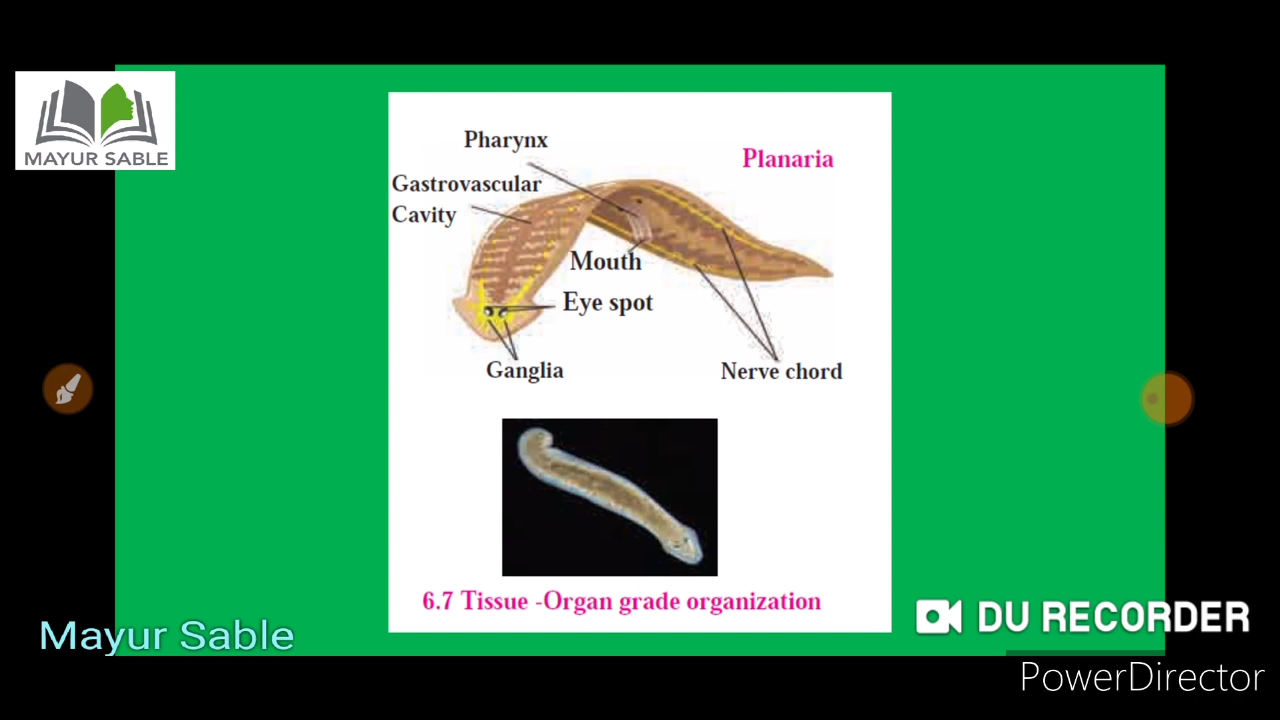 MAYUR SABLE
Pharynx
Planaria
Gastrovascular
Cavity
Mouth
Eye spot
Ganglia
Nerve chord
6.7 Tissue -Organ grade organization
Mayur Sable
DU RECORDER
PowerDirector